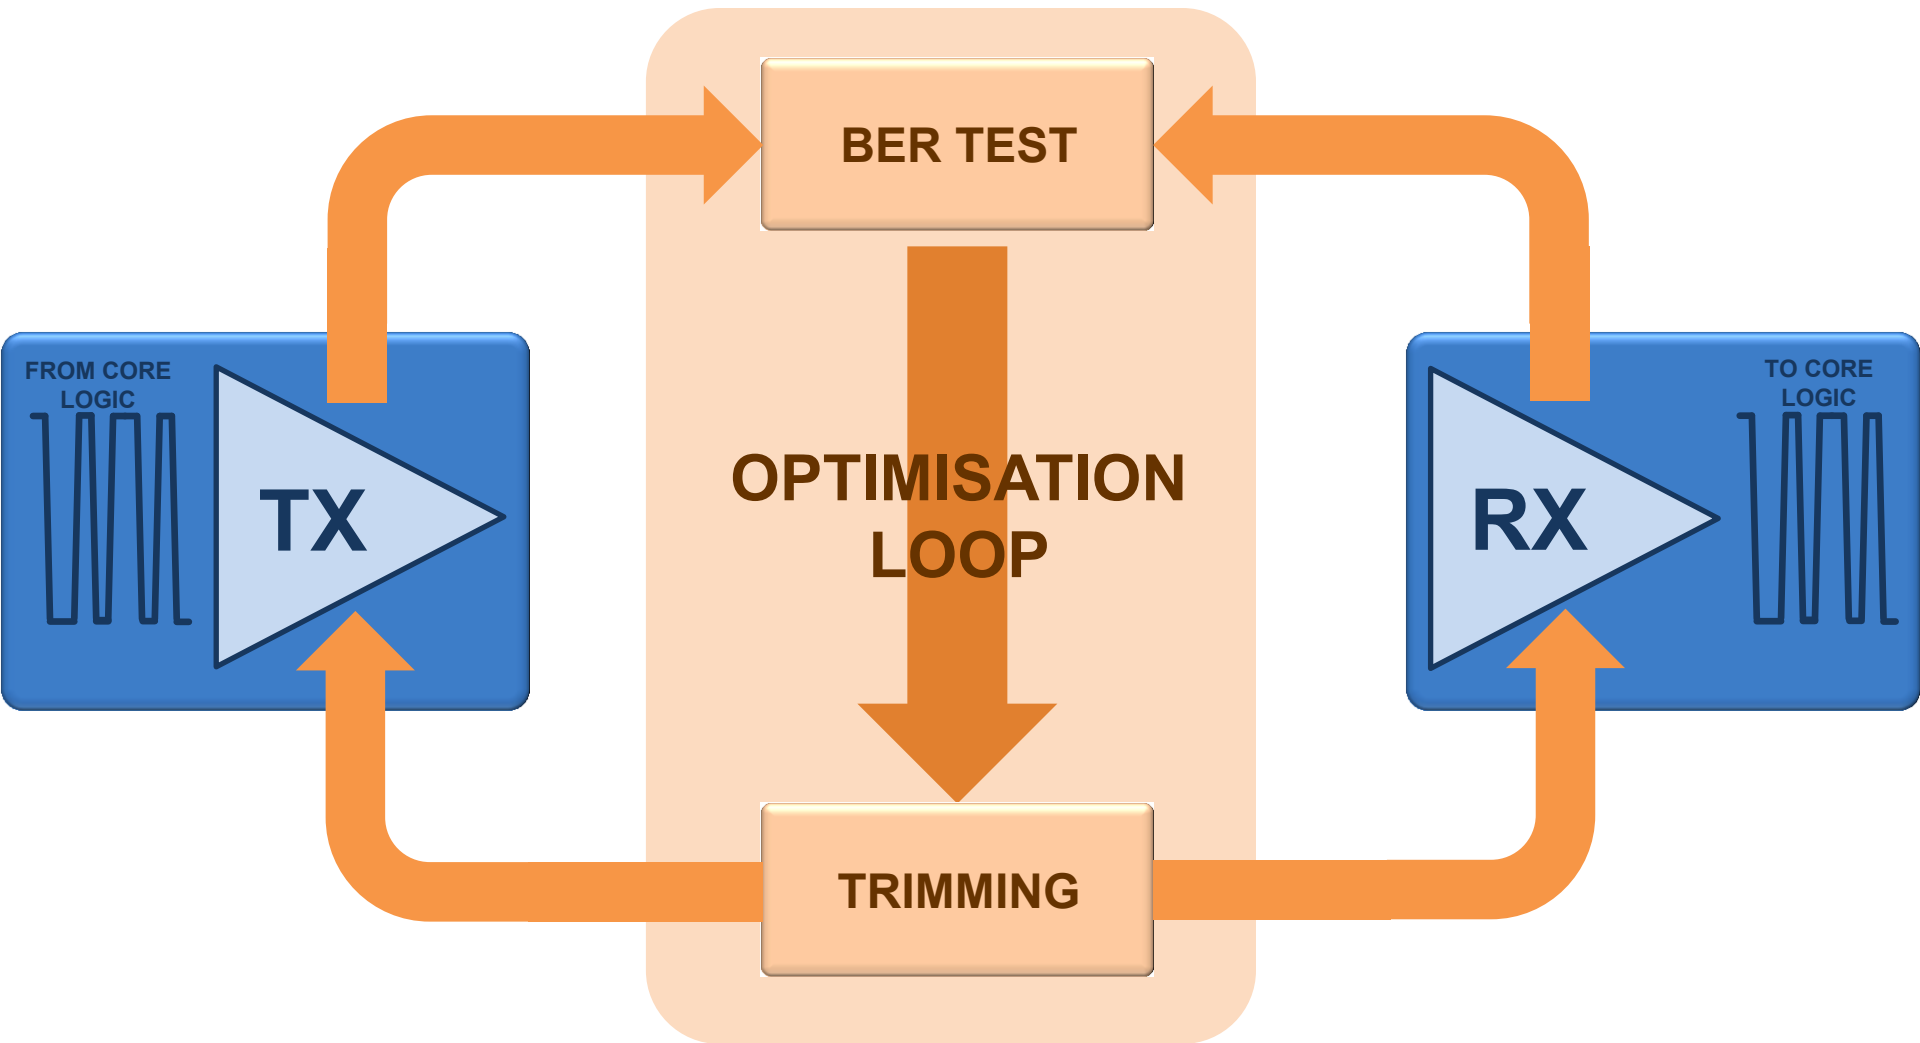 BER TEST
FROM CORE
LOGIC
TX
OPTIMISATION
LOOP
TO CORE
LOGIC
RX
TRIMMING